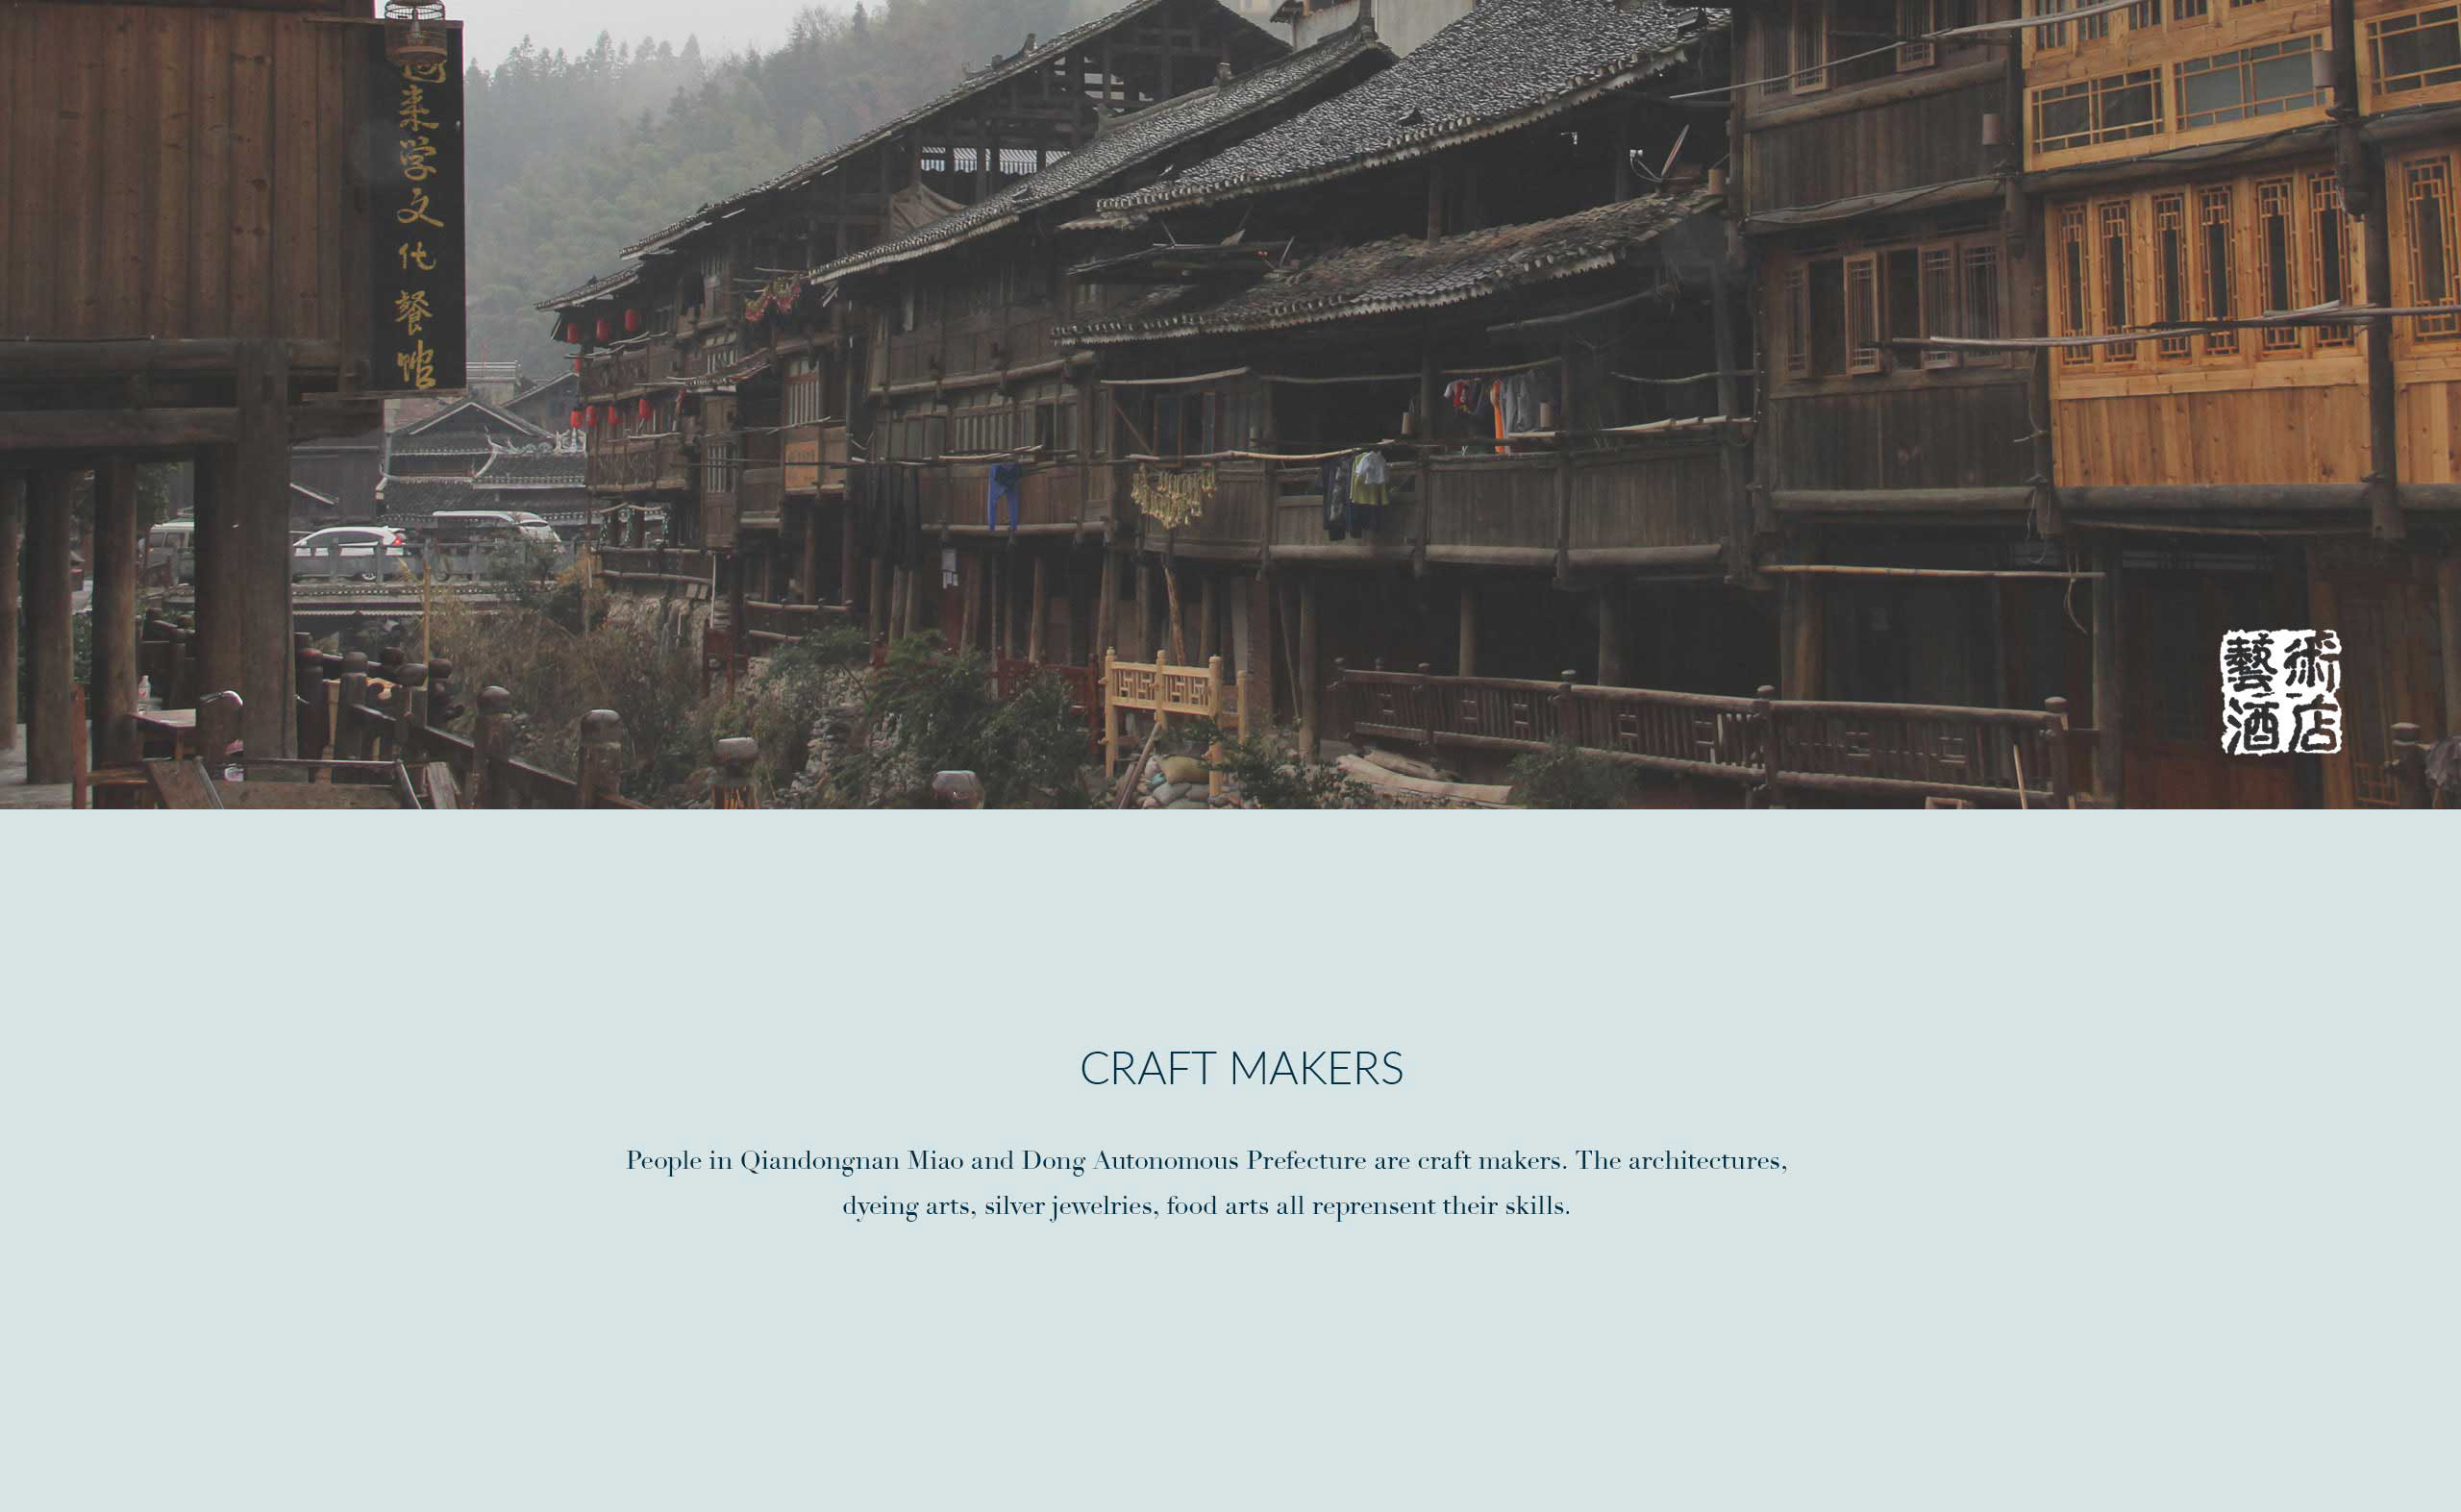 来学文化餐馆
藝術
酒店
CRAFT MAKERS
People in Qiandongnan Miao and Dong Autonomous Prefecture are craft makers. The architectures,
dyeing arts, silver jewelries, food arts all reprensent their skills.